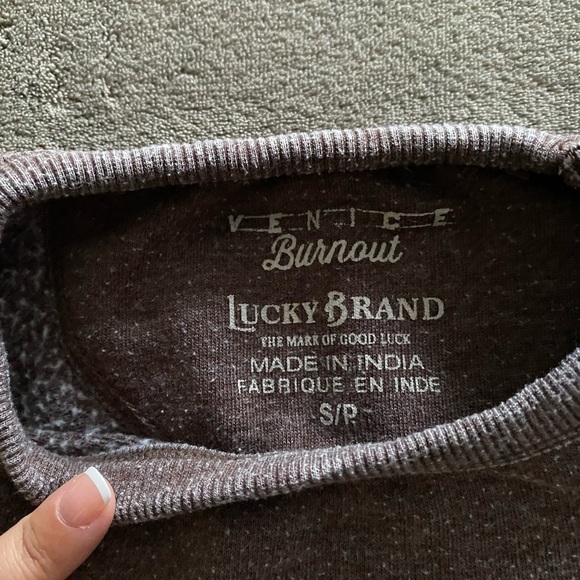 VENICE
Burnout
LUCKY BRAND
THE MARK OF GOOD LUCK
MADE IN INDIA
FABRIQUE EN INDE
S/P